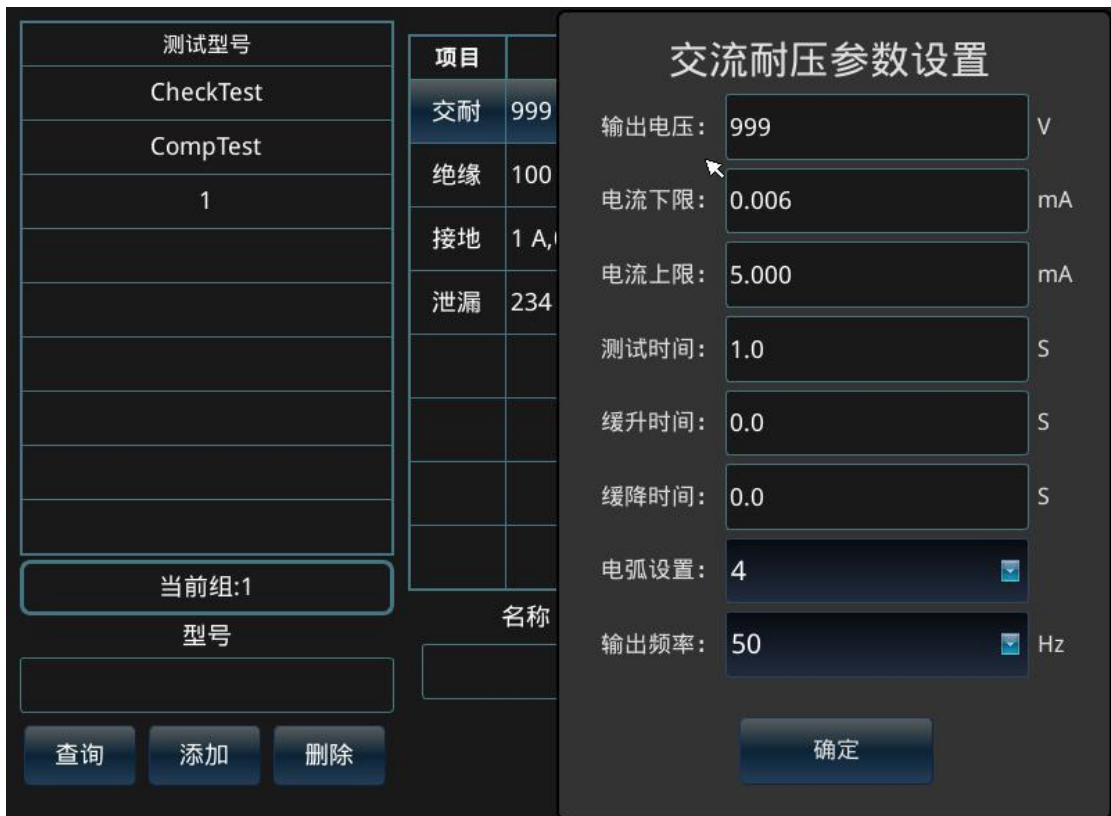 测试型号
CheckTest
CompTest
1
当前组:1
型号
查询 添加 删除
项目
交耐 999
绝缘 100
接地 1 A,
泄漏 234
名称
交流耐压参数设置
输出电压: 999 V
电流下限: 0.006 mA
电流上限: 5.000 mA
测试时间: 1.0 S
缓升时间: 0.0 S
缓降时间: 0.0 S
电弧设置: 4
输出频率: 50 Hz
确定